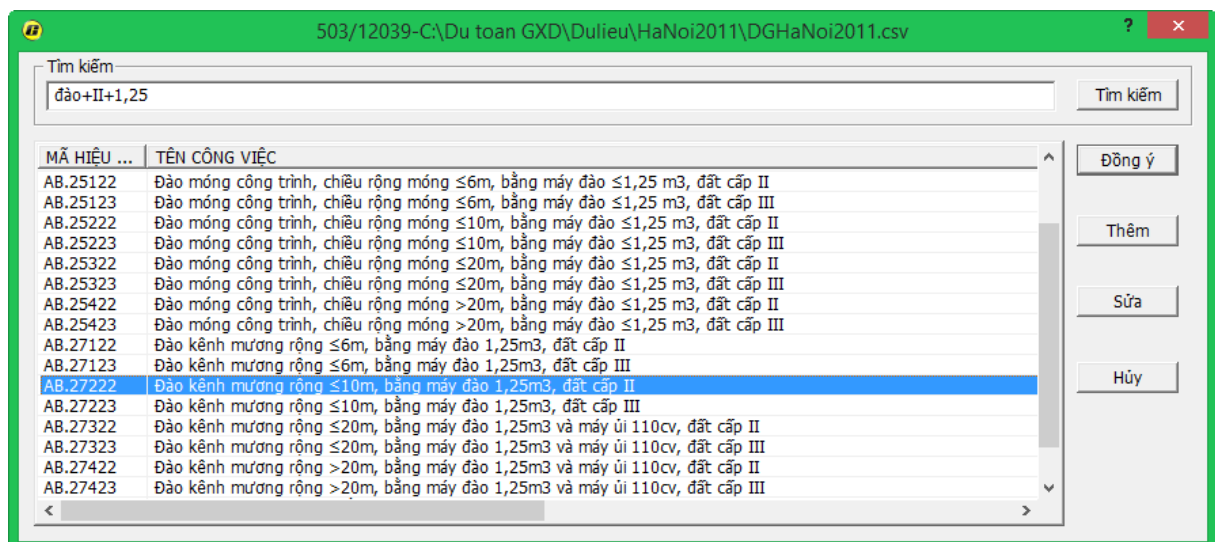 503/12039-C:\Du toan GXD\Dulieu\HaNoi2011\DGHaNoi2011.csv
Tìm kiếm
đào+II+1,25 Tìm kiếm
MÃ HIỆU ... TÊN CÔNG VIỆC
Đồng ý
AB.25122 Đào móng công trình, chiều rộng móng ≤6m, bằng máy đào ≤1,25 m3, đất cấp II
AB.25123 Đào móng công trình, chiều rộng móng ≤6m, bằng máy đào ≤1,25 m3, đất cấp III
AB.25222 Đào móng công trình, chiều rộng móng ≤10m, bằng máy đào ≤1,25 m3, đất cấp II
AB.25223 Đào móng công trình, chiều rộng móng ≤10m, bằng máy đào ≤1,25 m3, đất cấp III
Thêm
AB.25322 Đào móng công trình, chiều rộng móng ≤20m, bằng máy đào ≤1,25 m3, đất cấp II
AB.25323 Đào móng công trình, chiều rộng móng ≤20m, bằng máy đào ≤1,25 m3, đất cấp III
AB.25422 Đào móng công trình, chiều rộng móng >20m, bằng máy đào ≤1,25 m3, đất cấp II
Sửa
AB.25423 Đào móng công trình, chiều rộng móng >20m, bằng máy đào ≤1,25 m3, đất cấp III
AB.27122 Đào kênh mương rộng ≤6m, bằng máy đào 1,25m3, đất cấp II
AB.27123 Đào kênh mương rộng ≤6m, bằng máy đào 1,25m3, đất cấp III
AB.27222 Đào kênh mương rộng ≤10m, bằng máy đào 1,25m3, đất cấp II
Hủy
AB.27223 Đào kênh mương rộng ≤10m, bằng máy đào 1,25m3, đất cấp III
AB.27322 Đào kênh mương rộng ≤20m, bằng máy đào 1,25m3 và máy ủi 110cv, đất cấp II
AB.27323 Đào kênh mương rộng ≤20m, bằng máy đào 1,25m3 và máy ủi 110cv, đất cấp III
AB.27422 Đào kênh mương rộng >20m, bằng máy đào 1,25m3 và máy ủi 110cv, đất cấp II
AB.27423 Đào kênh mương rộng >20m, bằng máy đào 1,25m3 và máy ủi 110cv, đất cấp III